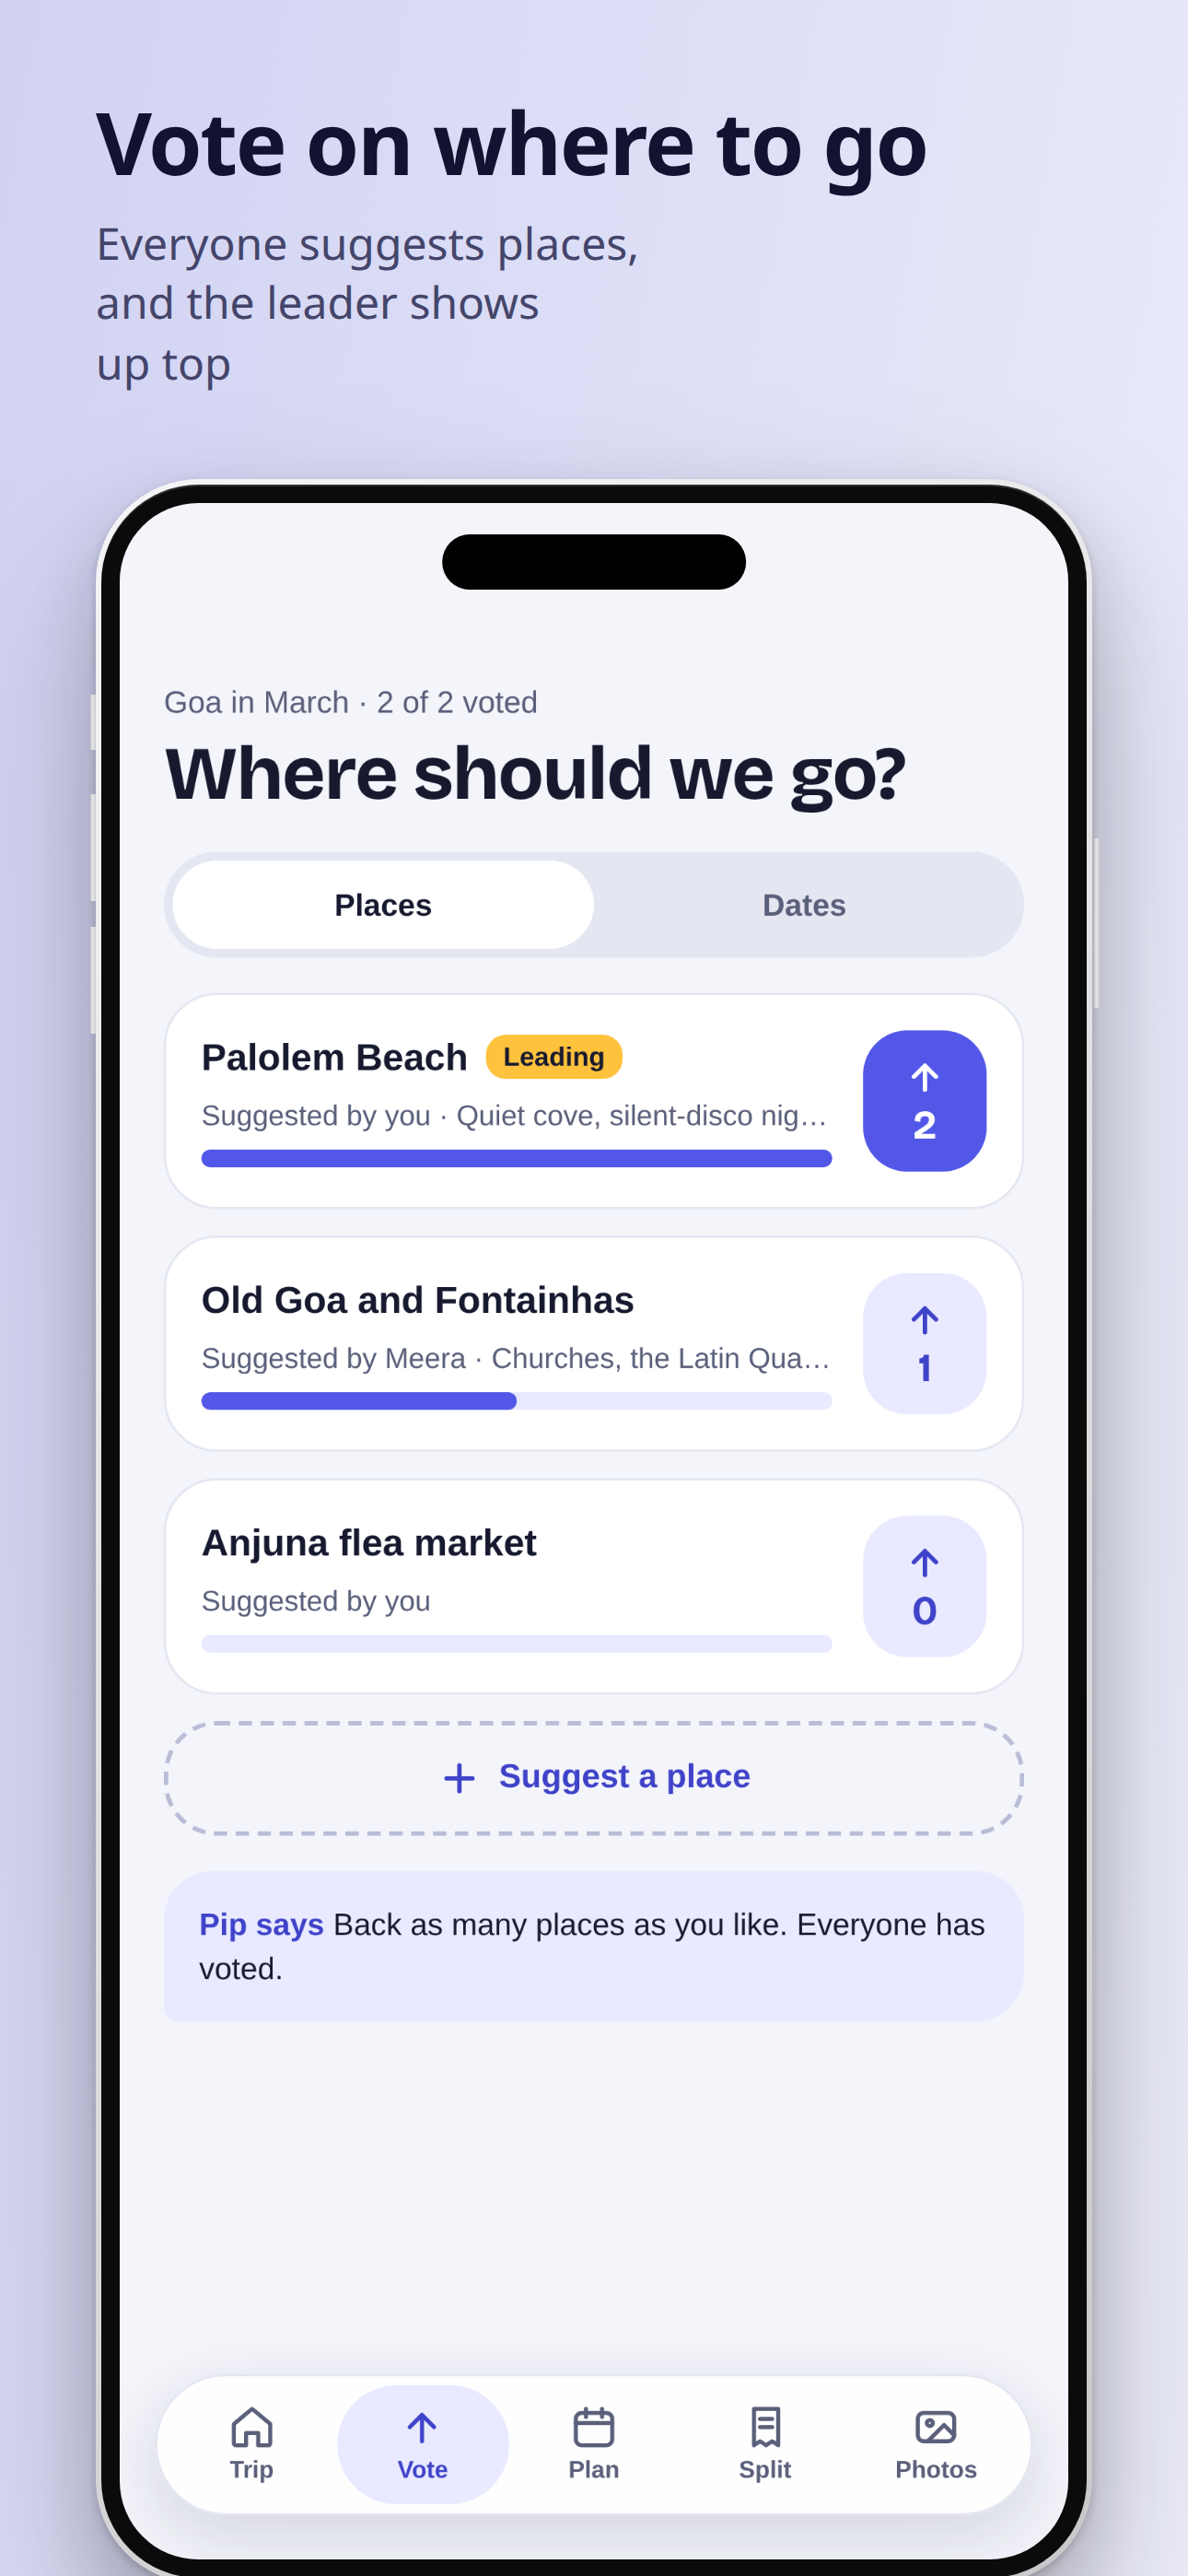 Vote on where to go
Everyone suggests places,
and the leader shows
up top
Goa in March · 2 of 2 voted
Where should we go?
Places
Dates
Palolem Beach
Leading
Suggested by you · Quiet cove, silent-disco nig...
2
Old Goa and Fontainhas
Suggested by Meera · Churches, the Latin Qua...
1
Anjuna flea market
Suggested by you
0
Suggest a place
Pip says Back as many places as you like. Everyone has
voted.
Trip
Vote
Plan
Split
Photos